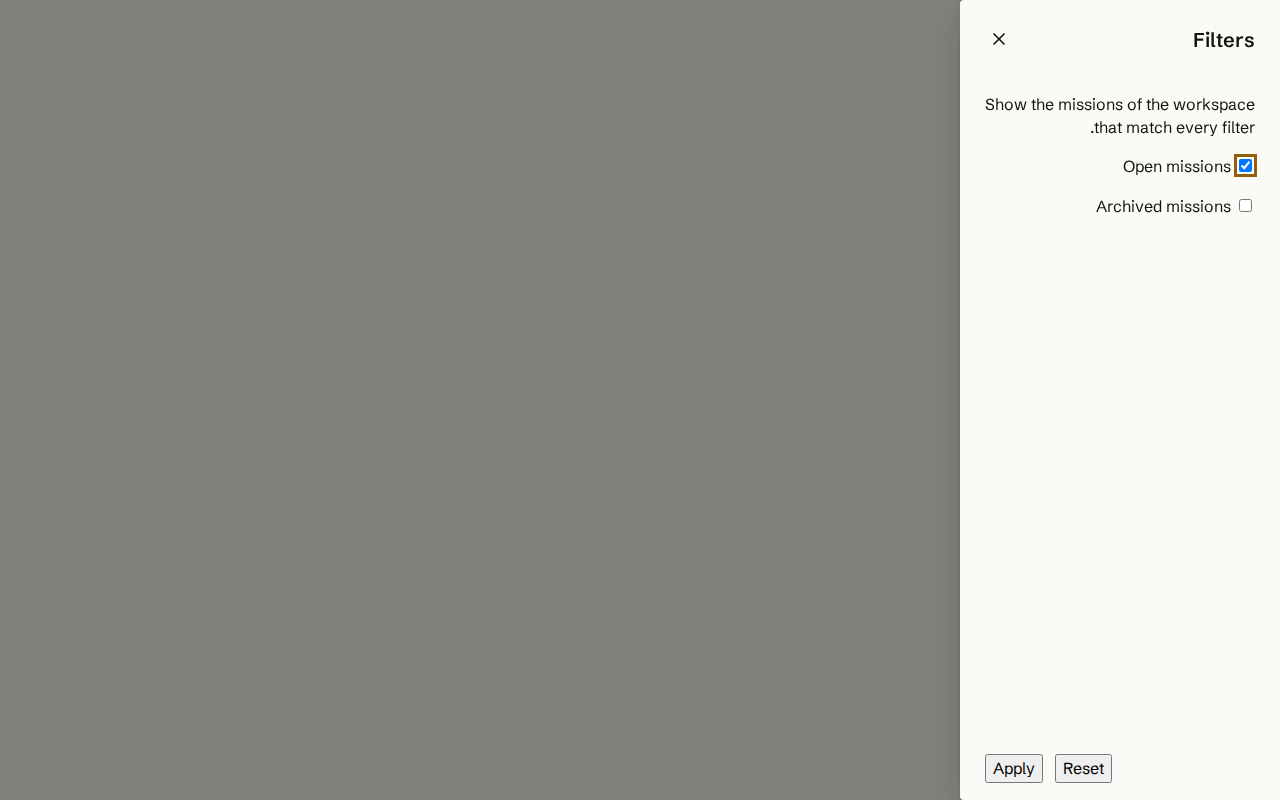 Filters
Show the missions of the workspace
that match every filter.
Open missions
Archived missions
Reset
Apply